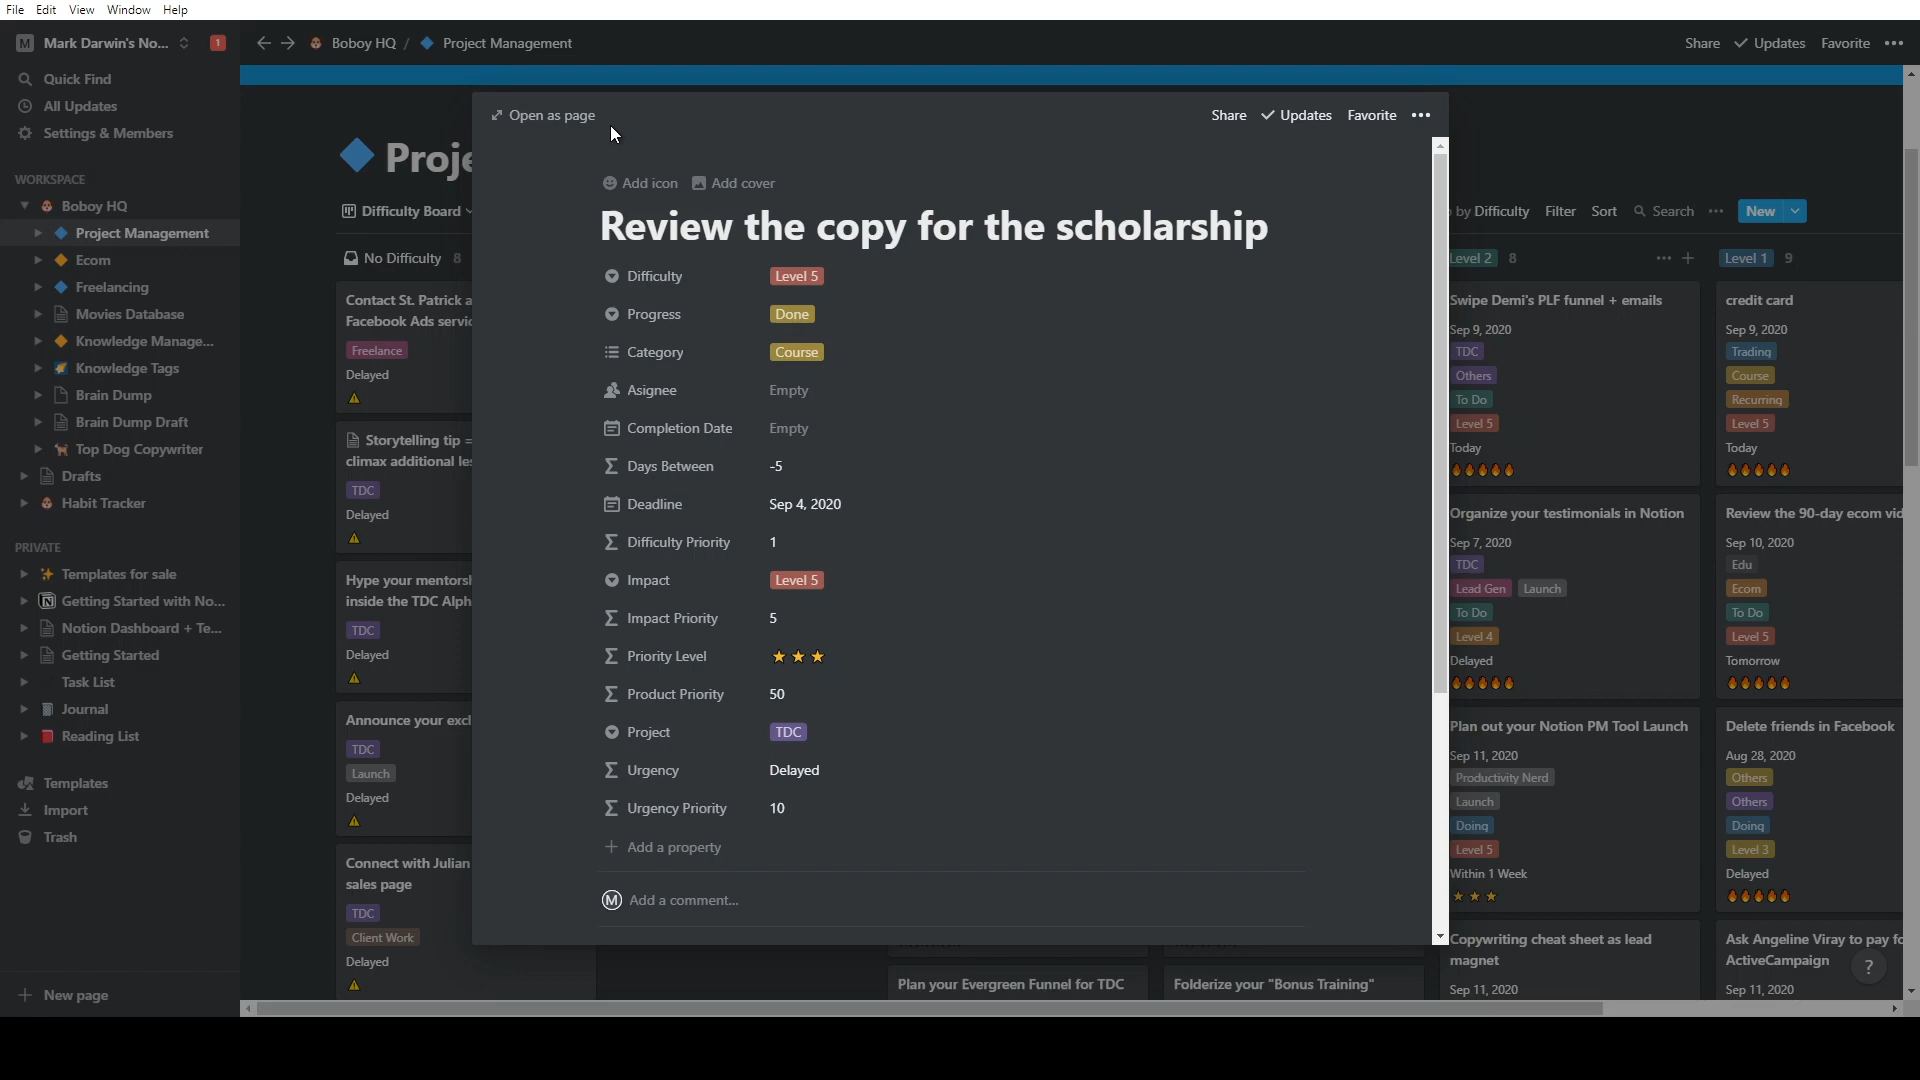 File Edit View Window Help
M Mark Darwin's No... 1
Boboy HQ / Project Management
Share Updates Favorite •••
Quick Find
All Updates
Settings & Members
WORKSPACE
Boboy HQ
Project Management
Ecom
Freelancing
Movies Database
Knowledge Manage...
Knowledge Tags
Brain Dump
Brain Dump Draft
Top Dog Copywriter
Drafts
Habit Tracker
PRIVATE
Templates for sale
Getting Started with No...
Notion Dashboard + Te...
Getting Started
Task List
Journal
Reading List
Templates
Import
Trash
+ New page
Proje
Difficulty Board
No Difficulty 8
Contact St. Patrick a
Facebook Ads servic
Freelance
Delayed
Storytelling tip =
climax additional les
TDC
Delayed
Hype your mentorsh
inside the TDC Alph
TDC
Delayed
Announce your excl
TDC
Launch
Delayed
Connect with Julian
sales page
TDC
Client Work
Delayed
Open as page
Share Updates Favorite •••
Add icon Add cover
Review the copy for the scholarship
Difficulty Level 5
Progress Done
Category Course
Asignee Empty
Completion Date Empty
Days Between -5
Deadline Sep 4, 2020
Difficulty Priority 1
Impact Level 5
Impact Priority 5
Priority Level
Product Priority 50
Project TDC
Urgency Delayed
Urgency Priority 10
+ Add a property
M Add a comment...
Plan your Evergreen Funnel for TDC
Folderize your "Bonus Training"
by Difficulty Filter Sort Search ••• New
Level 2 8 ••• +
Swipe Demi's PLF funnel + emails
Sep 9, 2020
TDC
Others
To Do
Level 5
Today
Organize your testimonials in Notion
Sep 7, 2020
TDC
Lead Gen Launch
To Do
Level 4
Delayed
Plan out your Notion PM Tool Launch
Sep 11, 2020
Productivity Nerd
Launch
Doing
Level 5
Within 1 Week
Copywriting cheat sheet as lead
magnet
Sep 11, 2020
Level 1 9
credit card
Sep 9, 2020
Trading
Course
Recurring
Level 5
Today
Review the 90-day ecom vid
Sep 10, 2020
Edu
Ecom
To Do
Level 5
Tomorrow
Delete friends in Facebook
Aug 28, 2020
Others
Others
Doing
Level 3
Delayed
Ask Angeline Viray to pay fo
ActiveCampaign
Sep 11, 2020
?